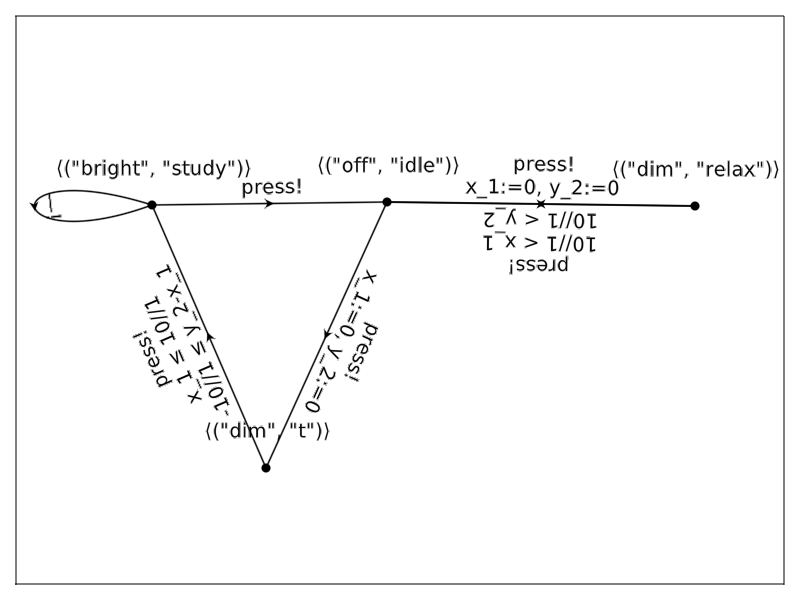 ⟨("bright", "study")⟩
⟨("off", "idle")⟩
press!
⟨("dim", "relax")⟩
press!
x_1:=0, y_2:=0
10//1 < y_2
10//1 < x_1
press!
press!
x_1 ≤ 10//1
-10//1 ≤ y_2-x_1
press!
x_1:=0, y_2:=0
⟨("dim", "t")⟩